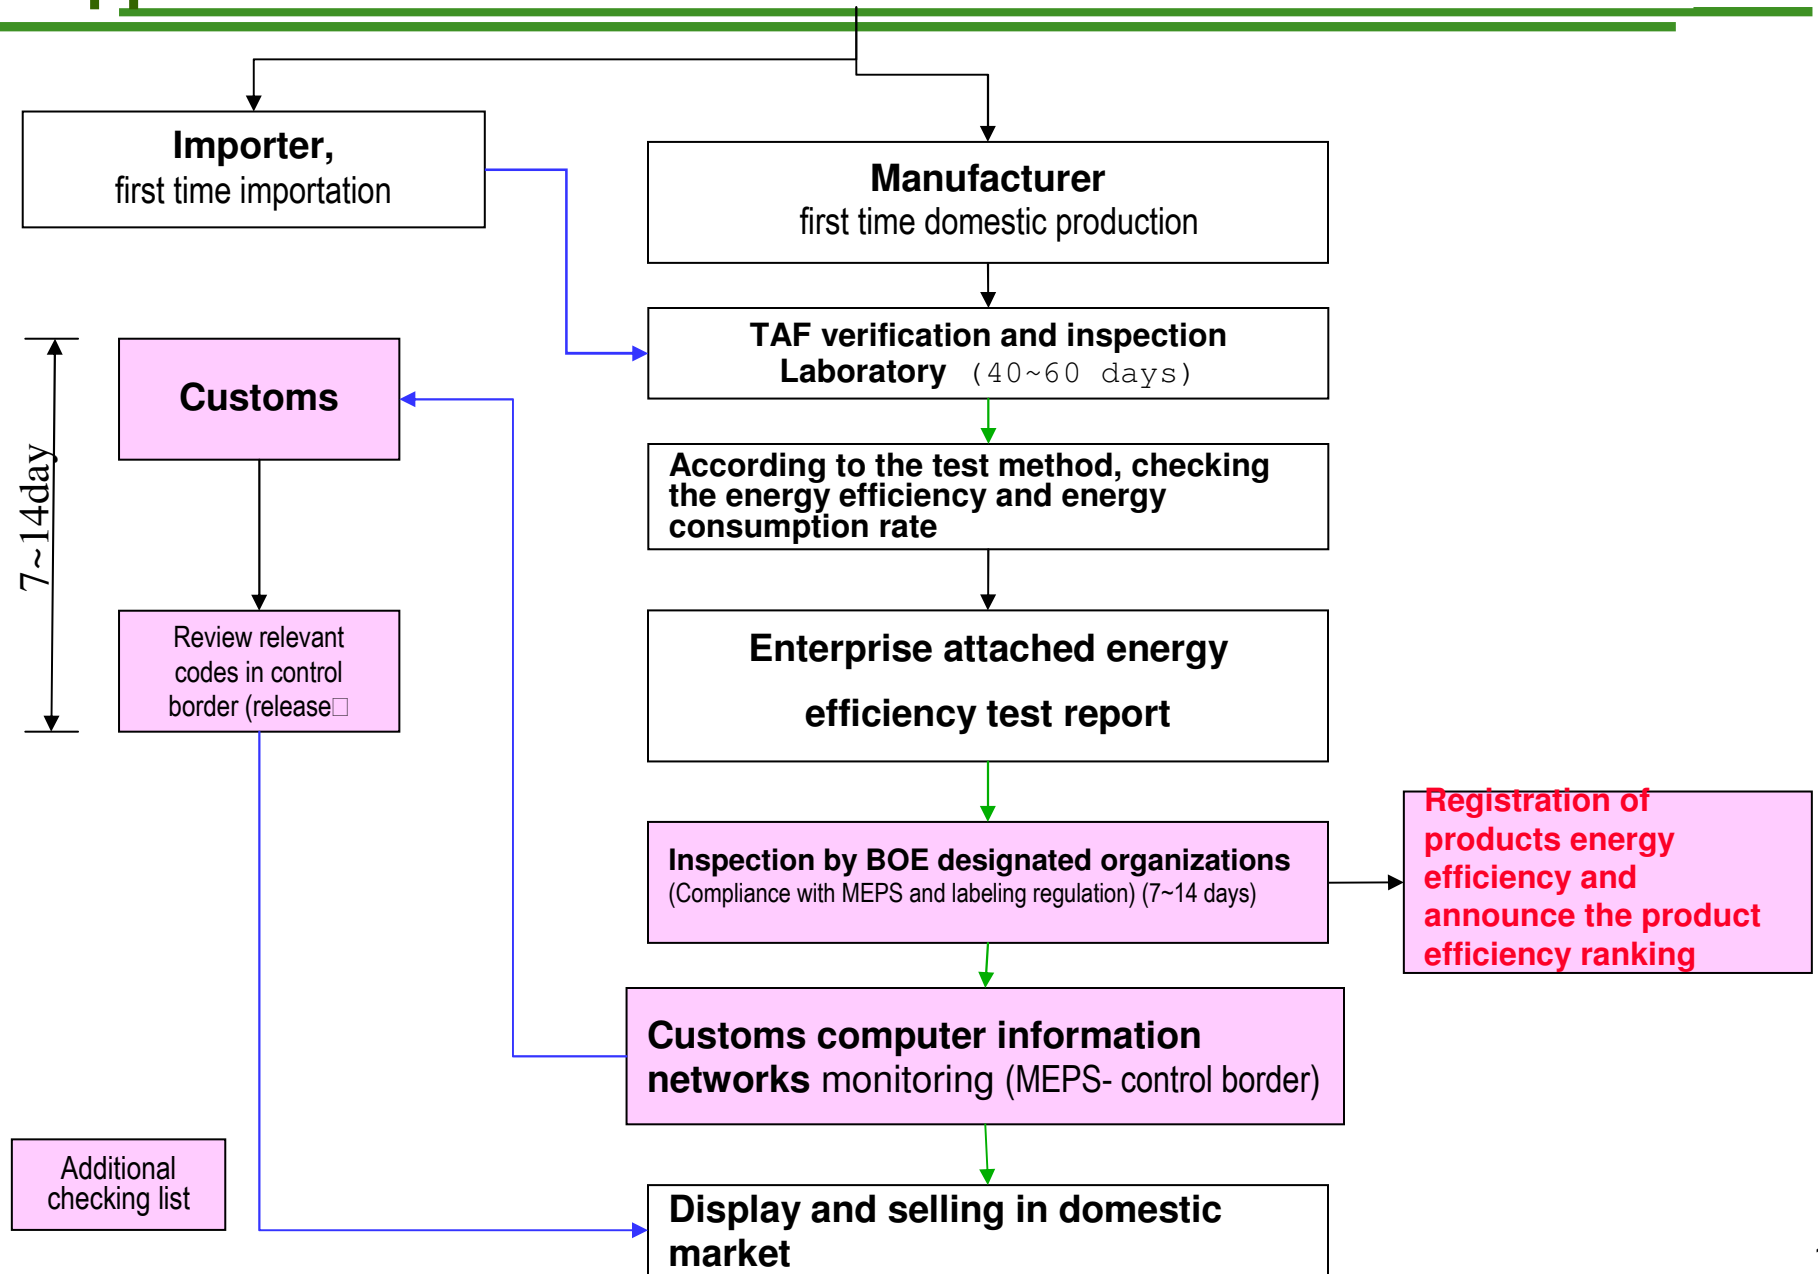 Importer,
first time importation
Manufacturer
first time domestic production
TAF verification and inspection
Laboratory (40~60 days)
Customs
7~14day
According to the test method, checking
the energy efficiency and energy
consumption rate
Review relevant
codes in control
border (release□
Enterprise attached energy
efficiency test report
Registration of
products energy
efficiency and
announce the product
efficiency ranking
Inspection by BOE designated organizations
(Compliance with MEPS and labeling regulation) (7~14 days)
Customs computer information
networks monitoring (MEPS- control border)
Additional
checking list
Display and selling in domestic
market